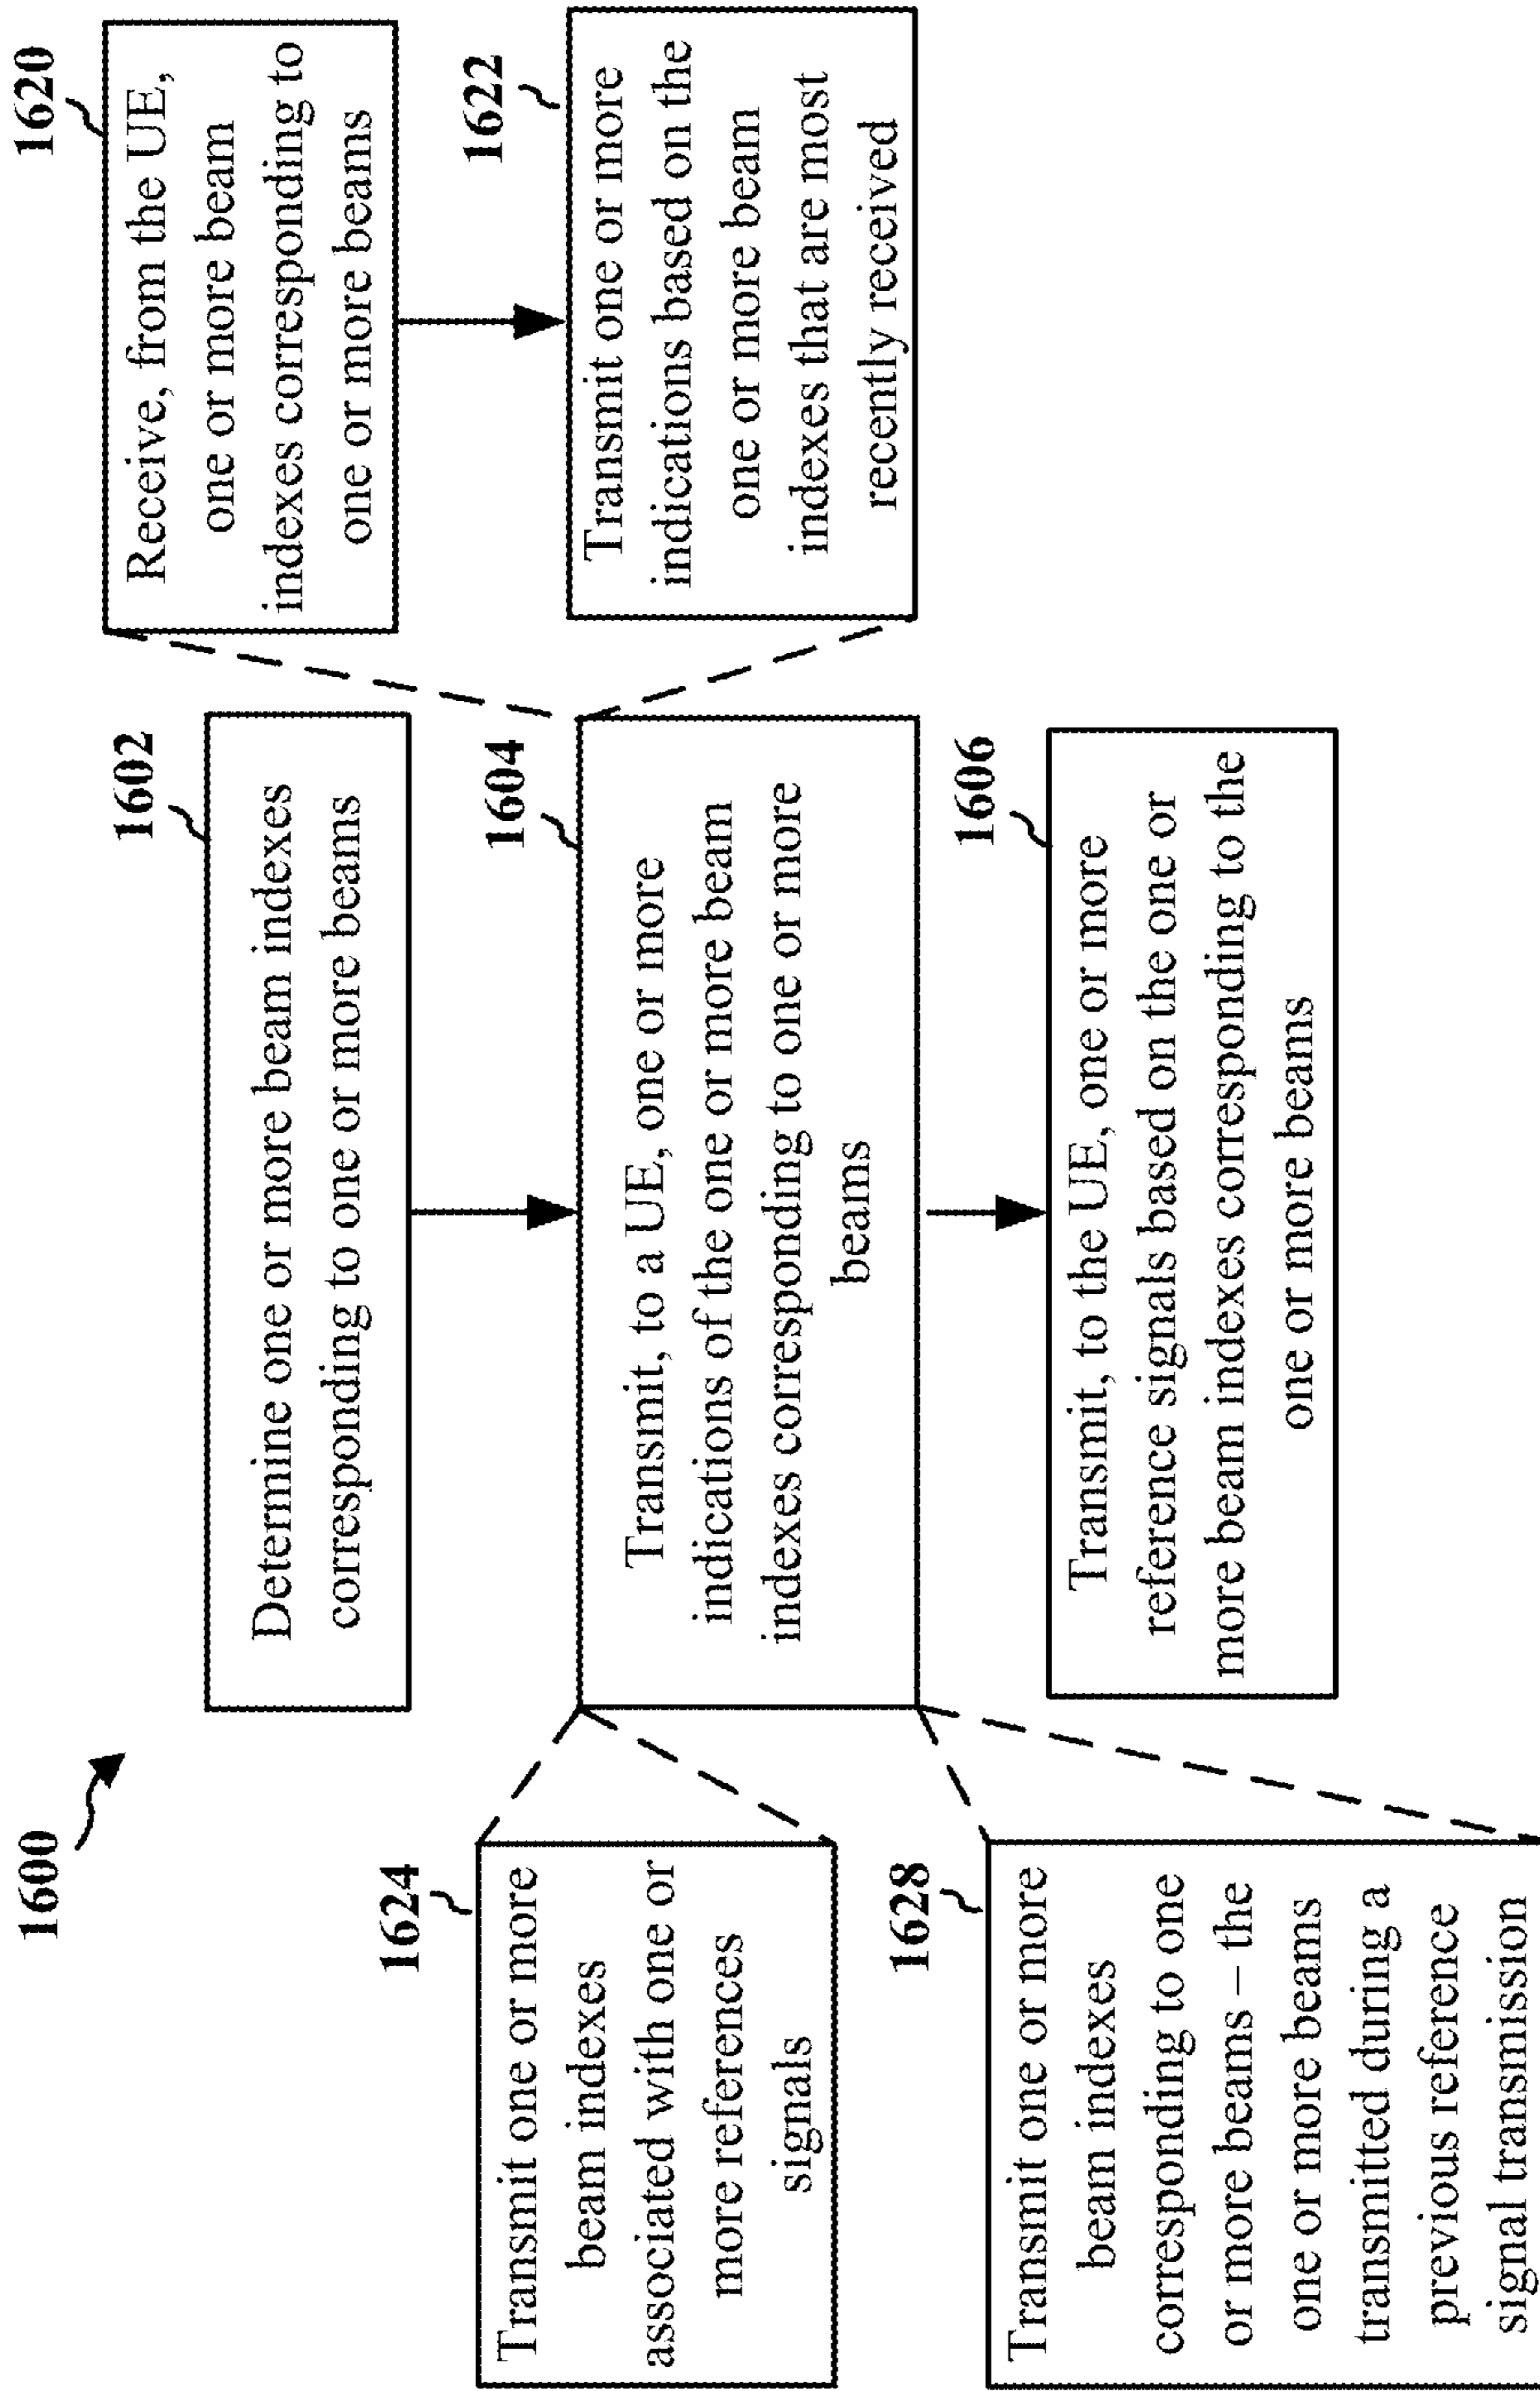 1600
1602
Determine one or more beam indexes
corresponding to one or more beams
1604
Transmit, to a UE, one or more
indications of the one or more beam
indexes corresponding to one or more
beams
1606
Transmit, to the UE, one or more
reference signals based on the one or
more beam indexes corresponding to the
one or more beams
1620
Receive, from the UE,
one or more beam
indexes corresponding to
one or more beams
1622
Transmit one or more
indications based on the
one or more beam
indexes that are most
recently received
1624
Transmit one or more
beam indexes
associated with one or
more references
signals
1628
Transmit one or more
beam indexes
corresponding to one
or more beams – the
one or more beams
transmitted during a
previous reference
signal transmission